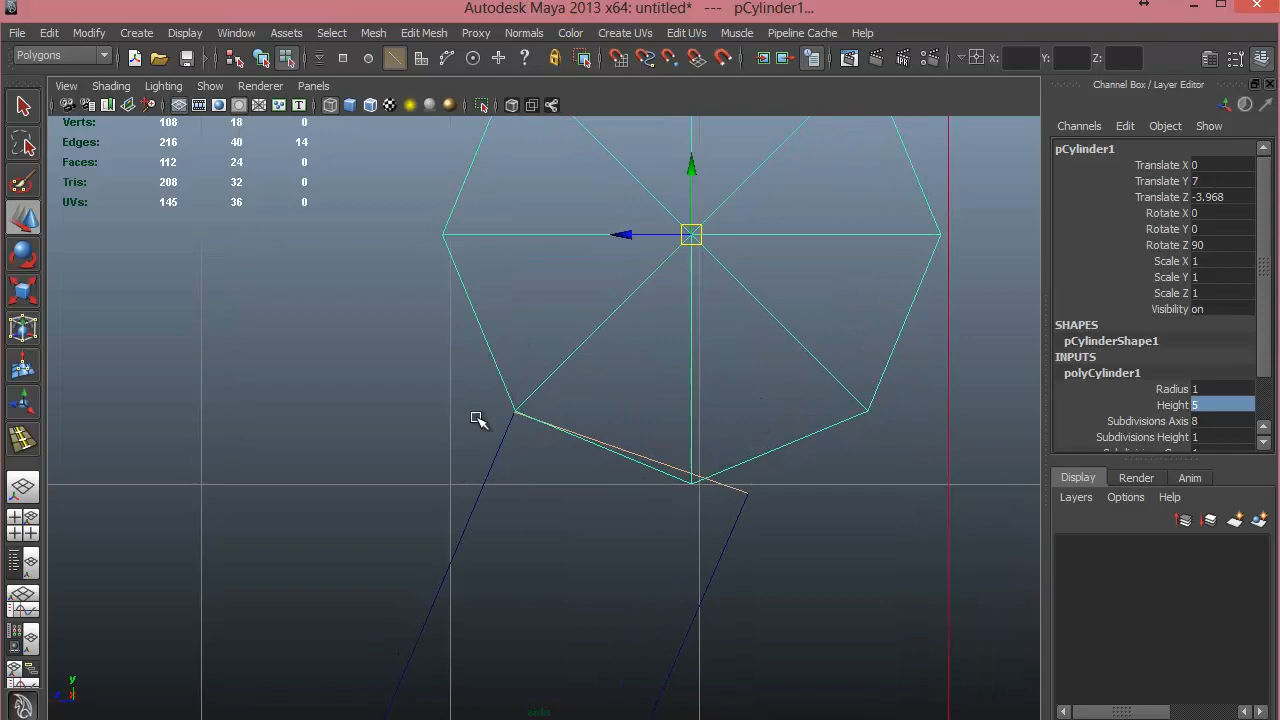 Autodesk Maya 2013 x64: untitled* --- pCylinder1...
File Edit Modify Create Display Window Assets Select Mesh Edit Mesh Proxy Normals Color Create UVs Edit UVs Muscle Pipeline Cache Help
Polygons X: Y: Z:
View Shading Lighting Show Renderer Panels
Channel Box / Layer Editor
Verts: 108 18 0
Edges: 216 40 14
Faces: 112 24 0
Tris: 208 32 0
UVs: 145 36 0
Channels Edit Object Show
pCylinder1
Translate X 0
Translate Y 7
Translate Z -3.968
Rotate X 0
Rotate Y 0
Rotate Z 90
Scale X 1
Scale Y 1
Scale Z 1
Visibility on
SHAPES
pCylinderShape1
INPUTS
polyCylinder1
Radius 1
Height 5
Subdivisions Axis 8
Subdivisions Height 1
Display Render Anim
Layers Options Help
y
z x